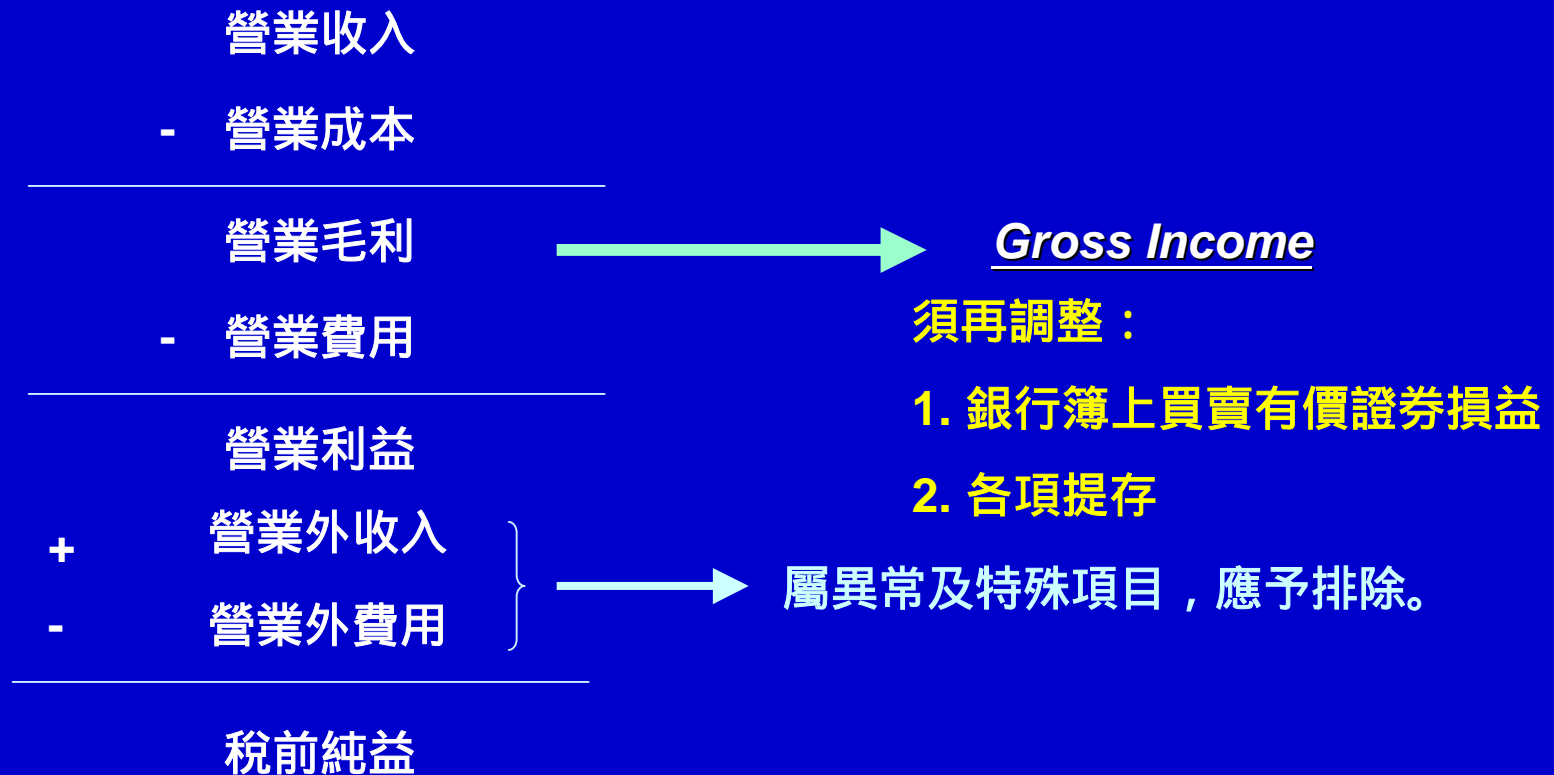 營業收入
- 營業成本
營業毛利
Gross Income
- 營業費用
須再調整：
1. 銀行簿上買賣有價證券損益
營業利益
2. 各項提存
+ 營業外收入
屬異常及特殊項目，應予排除。
- 營業外費用
稅前純益